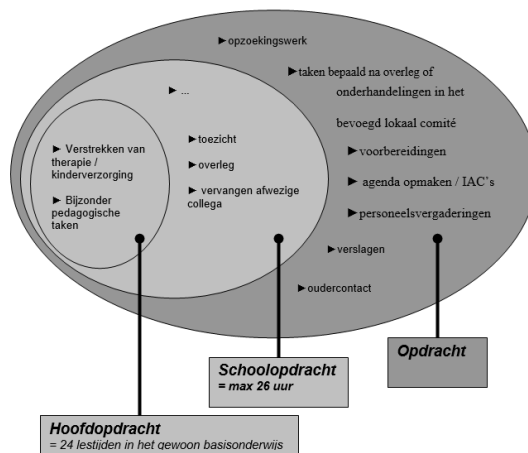 ► opzoekingswerk
► taken bepaald na overleg of
onderhandelingen in het
bevoegd lokaal comité
► ...
► toezicht
► overleg
► vervangen afwezige
collega
► Verstrekken van
therapie /
kinderverzorging
► Bijzonder
pedagogische
taken
► voorbereidingen
► agenda opmaken / IAC's
► personeelsvergaderingen
► verslagen
► oudercontact
Opdracht
Schoolopdracht
= max 26 uur
Hoofdopdracht
= 24 lestijden in het gewoon basisonderwijs